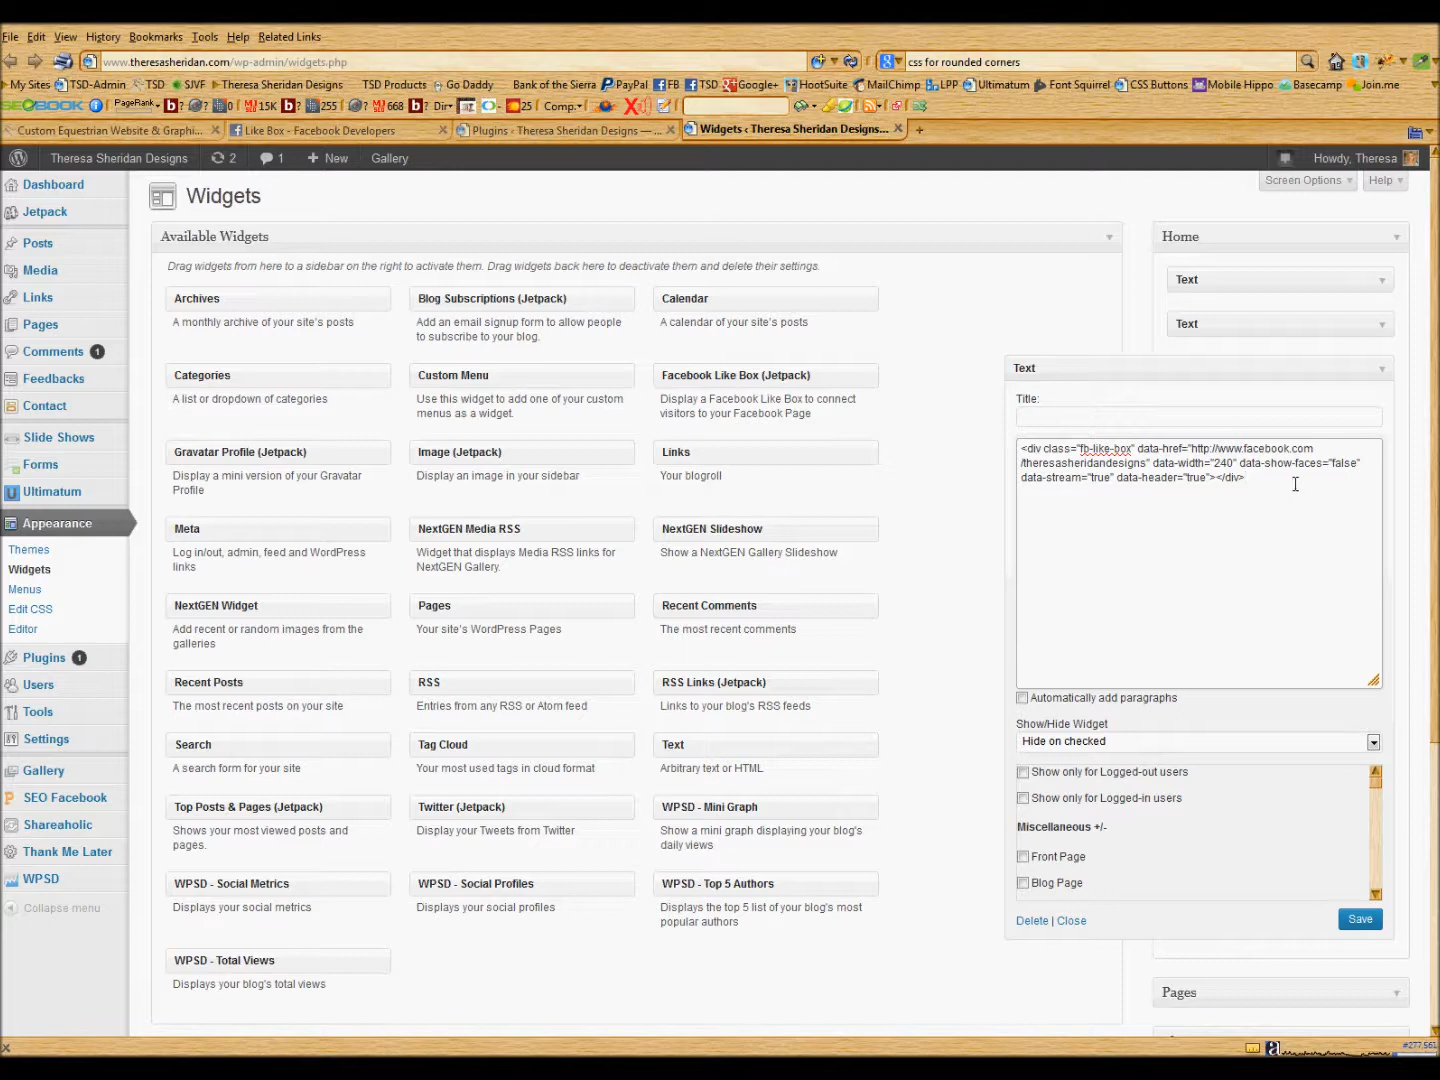 File Edit View History Bookmarks Tools Help Related Links
www.theresasheridan.com/wp-admin/widgets.php
css for rounded corners
My Sites TSD-Admin TSD SJVF Theresa Sheridan Designs TSD Products Go Daddy Bank of the Sierra PayPal FB TSD Google+ HootSuite MailChimp LPP Ultimatum Font Squirrel CSS Buttons Mobile Hippo Basecamp Join.me
SEOBOOK PageRank 0 15K 255 668 Dir 25 Comp.
Custom Equestrian Website & Graphi... Like Box - Facebook Developers Plugins ‹ Theresa Sheridan Designs —... Widgets ‹ Theresa Sheridan Designs...
Theresa Sheridan Designs 2 1 + New Gallery Howdy, Theresa
Screen Options Help
Dashboard
Jetpack
Posts
Media
Links
Pages
Comments 1
Feedbacks
Contact
Slide Shows
Forms
Ultimatum
Appearance
Themes
Widgets
Menus
Edit CSS
Editor
Plugins 1
Users
Tools
Settings
Gallery
SEO Facebook
Shareaholic
Thank Me Later
WPSD
Collapse menu
Widgets
Available Widgets
Drag widgets from here to a sidebar on the right to activate them. Drag widgets back here to deactivate them and delete their settings.
Archives
A monthly archive of your site's posts
Blog Subscriptions (Jetpack)
Add an email signup form to allow people
to subscribe to your blog.
Calendar
A calendar of your site's posts
Categories
A list or dropdown of categories
Custom Menu
Use this widget to add one of your custom
menus as a widget.
Facebook Like Box (Jetpack)
Display a Facebook Like Box to connect
visitors to your Facebook Page
Gravatar Profile (Jetpack)
Display a mini version of your Gravatar
Profile
Image (Jetpack)
Display an image in your sidebar
Links
Your blogroll
Meta
Log in/out, admin, feed and WordPress
links
NextGEN Media RSS
Widget that displays Media RSS links for
NextGEN Gallery.
NextGEN Slideshow
Show a NextGEN Gallery Slideshow
NextGEN Widget
Add recent or random images from the
galleries
Pages
Your site's WordPress Pages
Recent Comments
The most recent comments
Recent Posts
The most recent posts on your site
RSS
Entries from any RSS or Atom feed
RSS Links (Jetpack)
Links to your blog's RSS feeds
Search
A search form for your site
Tag Cloud
Your most used tags in cloud format
Text
Arbitrary text or HTML
Top Posts & Pages (Jetpack)
Shows your most viewed posts and
pages.
Twitter (Jetpack)
Display your Tweets from Twitter
WPSD - Mini Graph
Show a mini graph displaying your blog's
daily views
WPSD - Social Metrics
Displays your social metrics
WPSD - Social Profiles
Displays your social profiles
WPSD - Top 5 Authors
Displays the top 5 list of your blog's most
popular authors
WPSD - Total Views
Displays your blog's total views
Home
Text
Text
Text
Title:
<div class="fb-like-box" data-href="http://www.facebook.com
/theresasheridandesigns" data-width="240" data-show-faces="false"
data-stream="true" data-header="true"></div>
Automatically add paragraphs
Show/Hide Widget
Hide on checked
Show only for Logged-out users
Show only for Logged-in users
Miscellaneous +/-
Front Page
Blog Page
Delete | Close
Save
Pages
#277,561